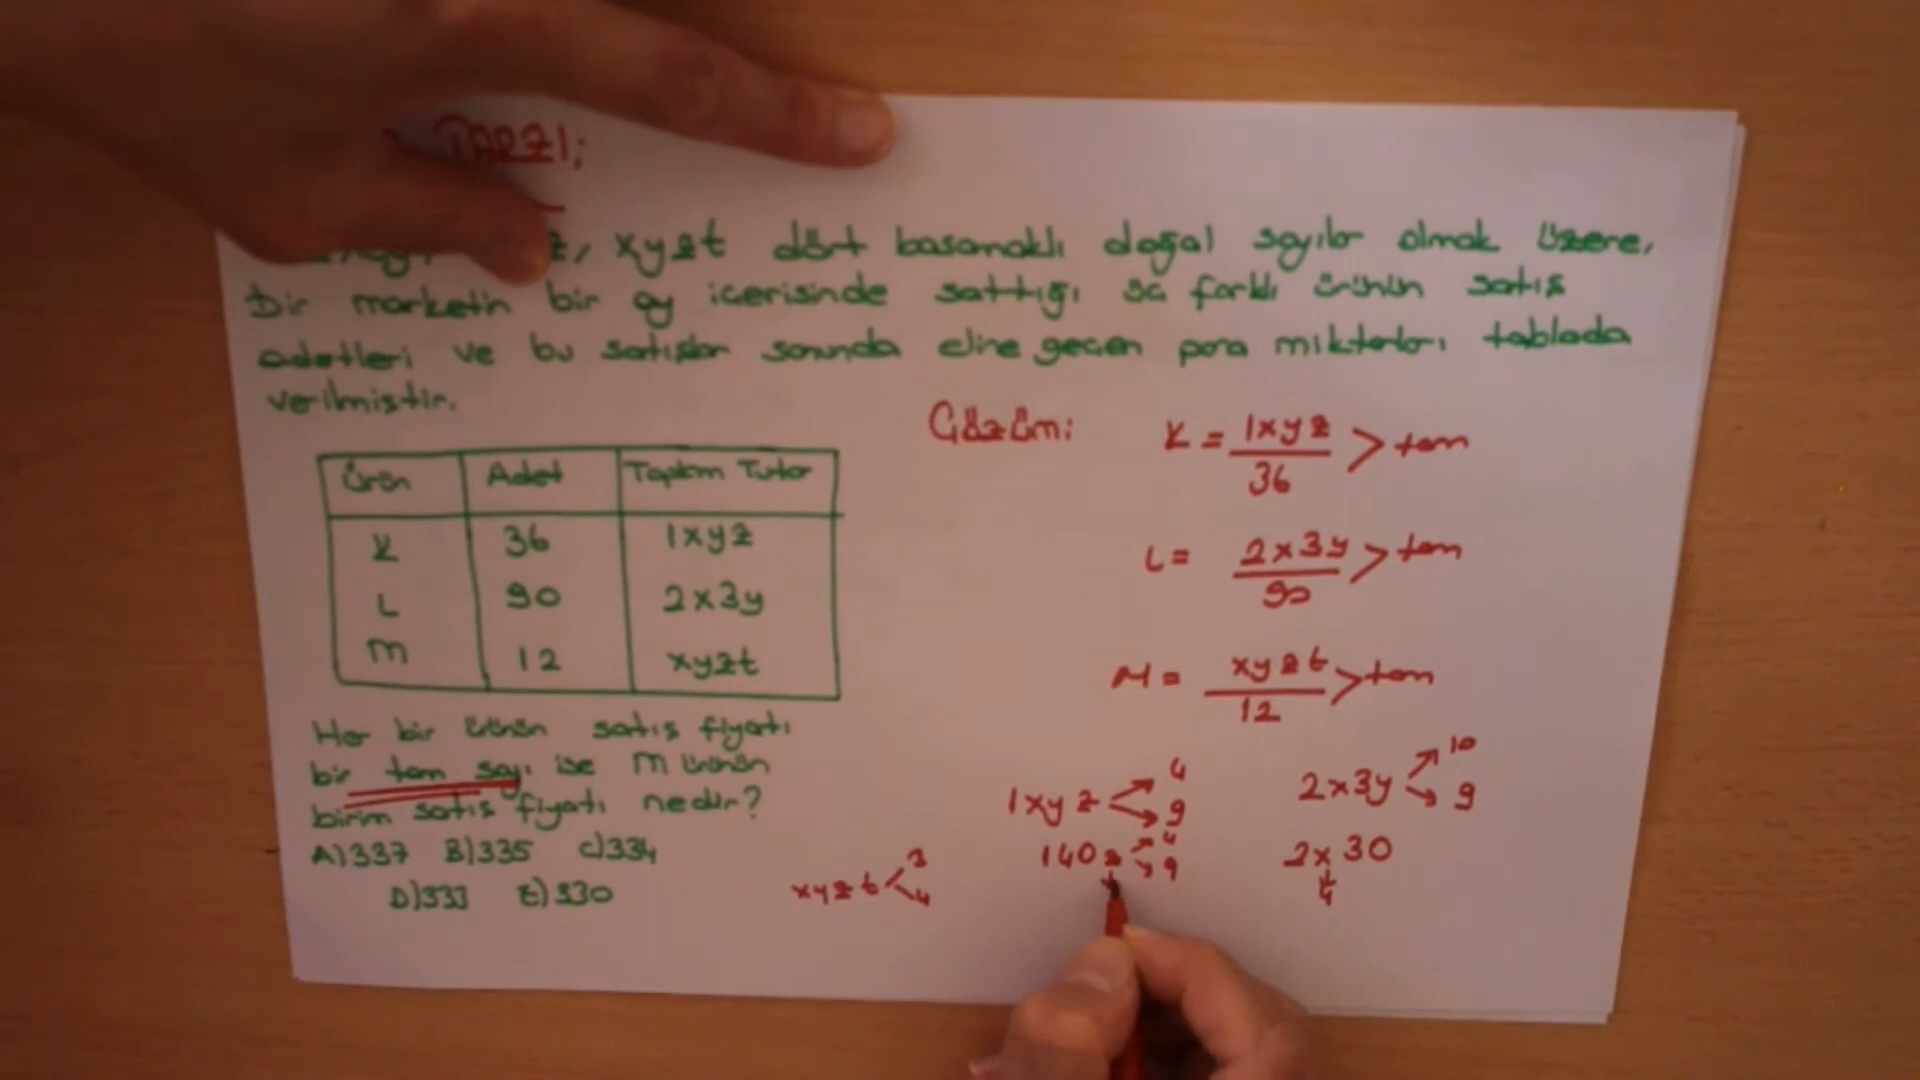 z, xyzt dört basamaklı doğal sayılar olmak üzere,
bir marketin bir ay içerisinde sattığı üç farklı ürünün satış
adetleri ve bu satışlar sonunda eline geçen para miktarları tabloda
verilmiştir.
Ürün Adet Toplam Tutar
K 36 1xyz
L 90 2x3y
M 12 xyzt
Her bir ürünün satış fiyatı
bir tam sayı ise M ürünün
birim satış fiyatı nedir?
A)337 B)335 C)334
D)333 E)330
Çözüm:
K = 1xyz / 36 > tam
L = 2x3y / 90 > tam
M = xyzt / 12 > tam
1xyz 4 9
2x3y 10 9
140z 4 9
2x30
4
xyzt 3 4